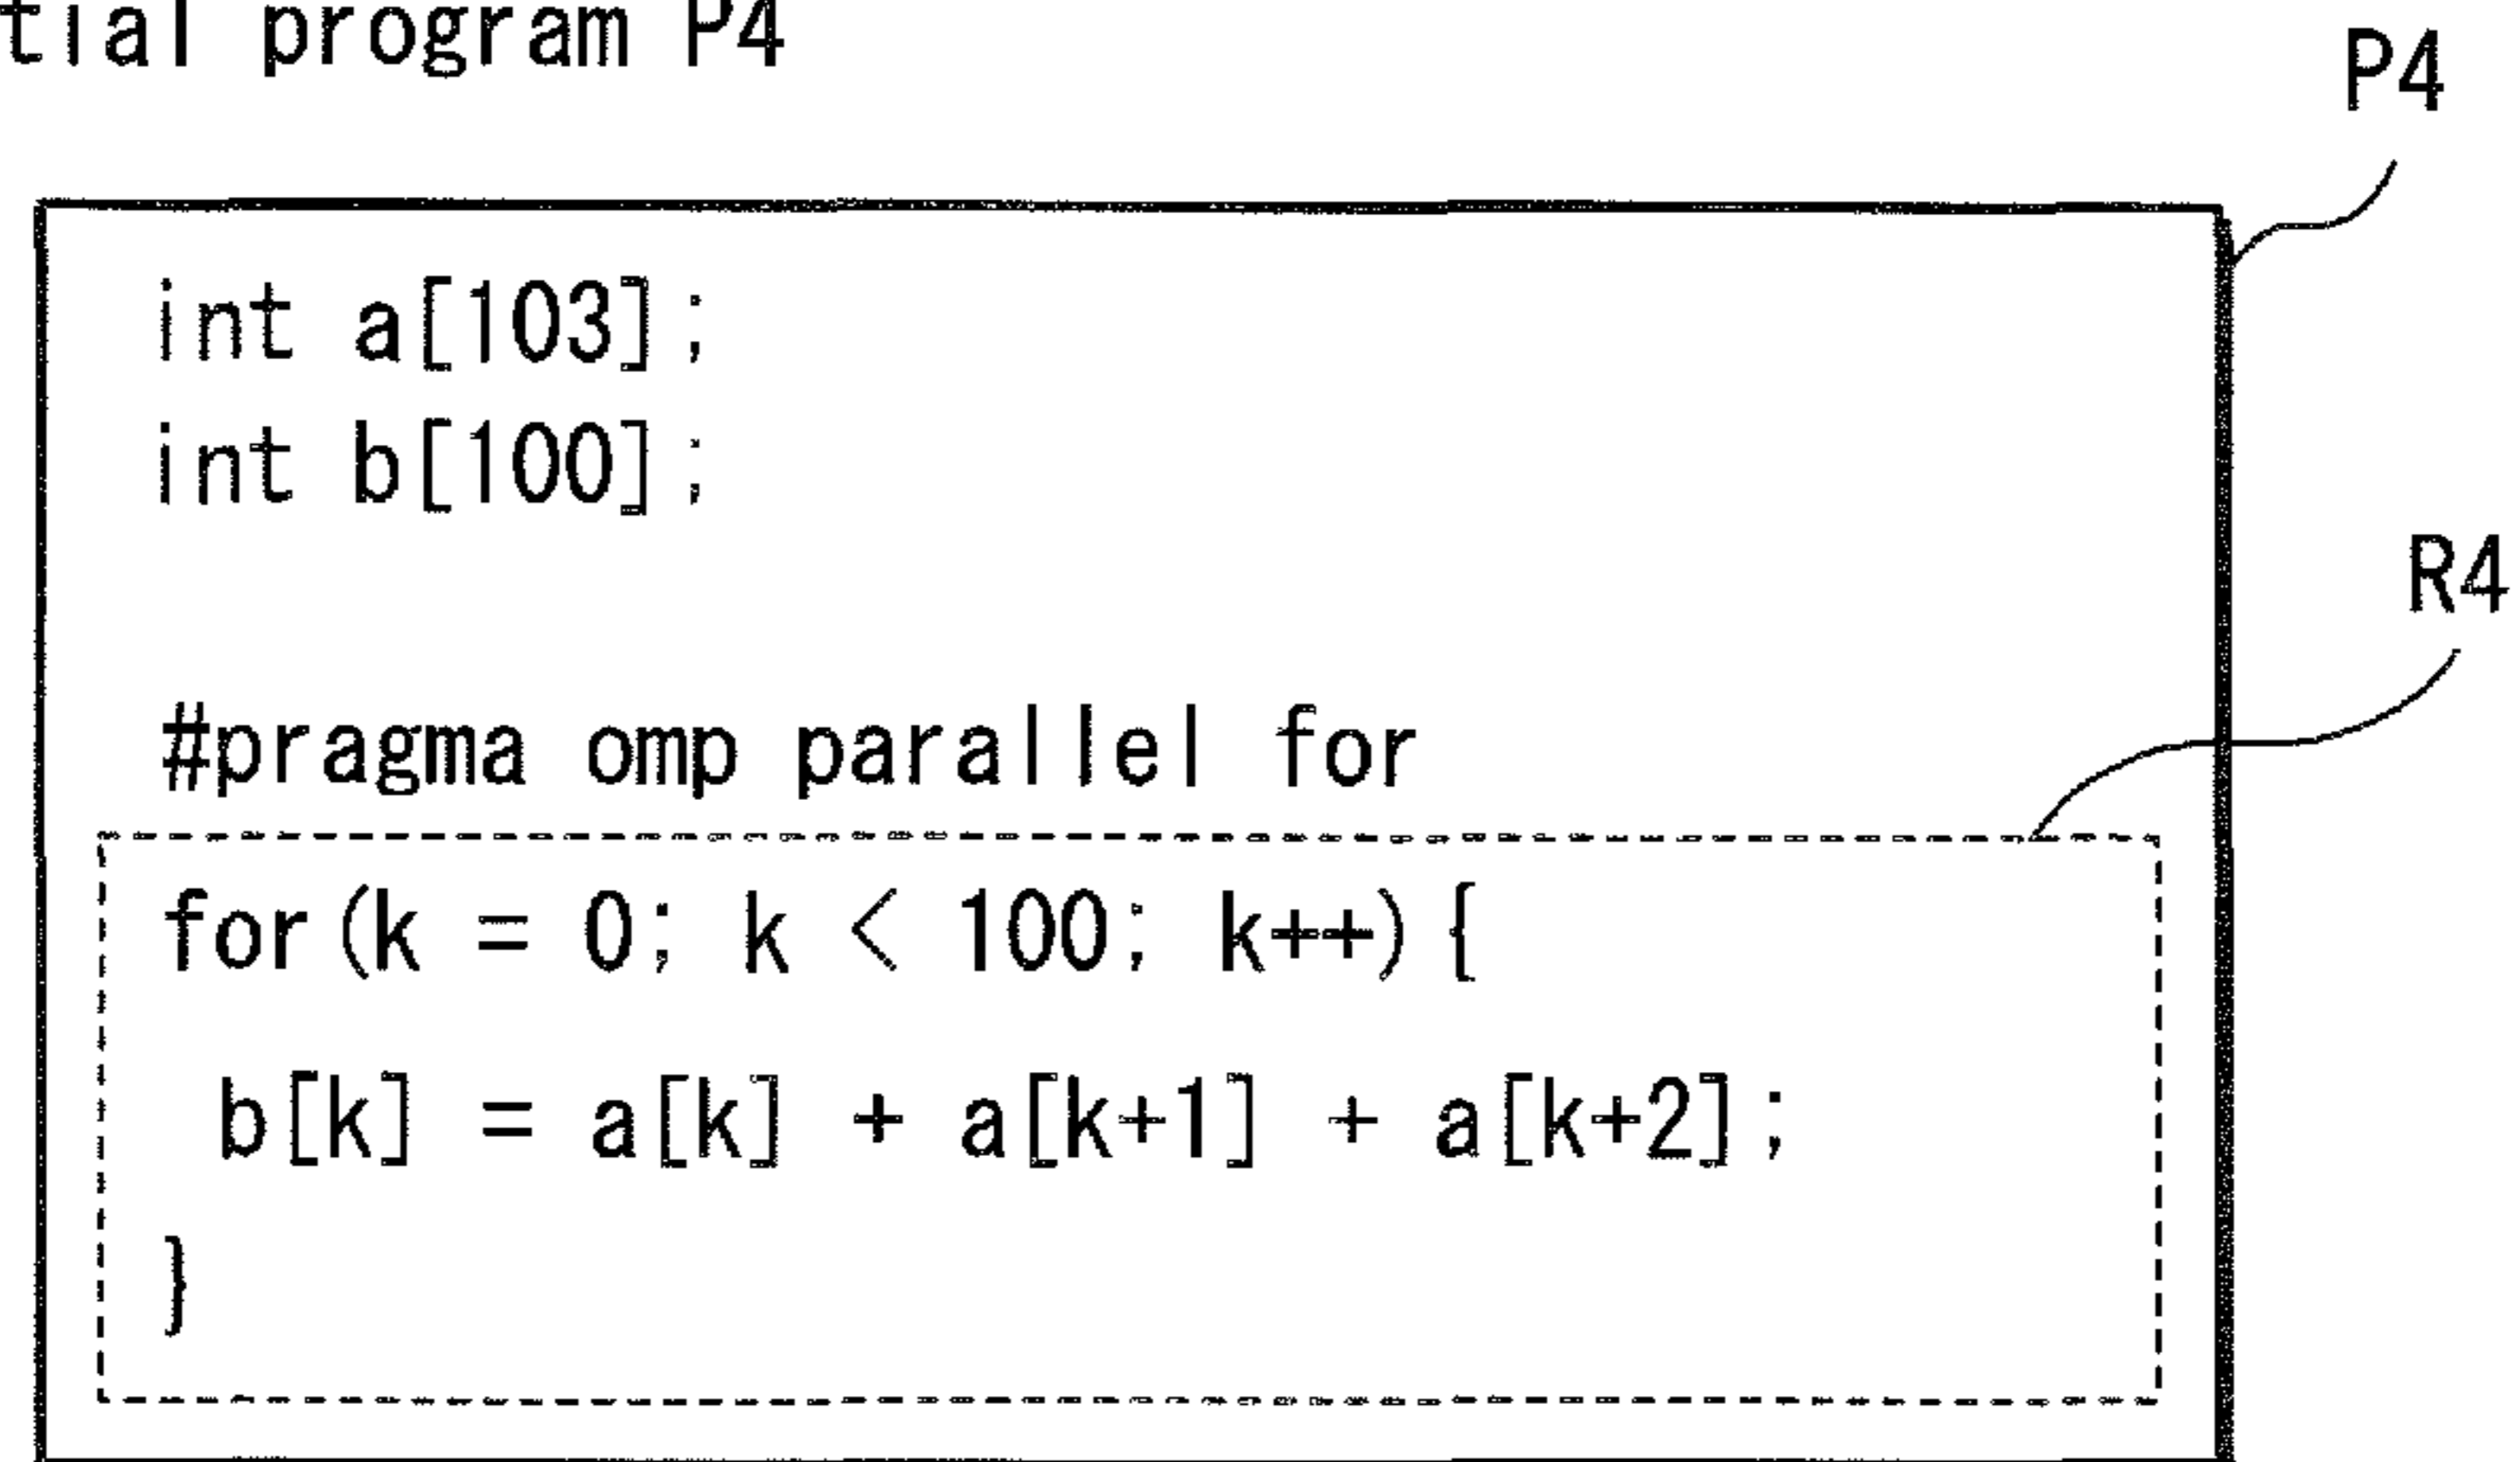 tial program P4
P4
int a[103];
int b[100];
R4
#pragma omp parallel for
for(k = 0; k < 100; k++){
b[k] = a[k] + a[k+1] + a[k+2];
}